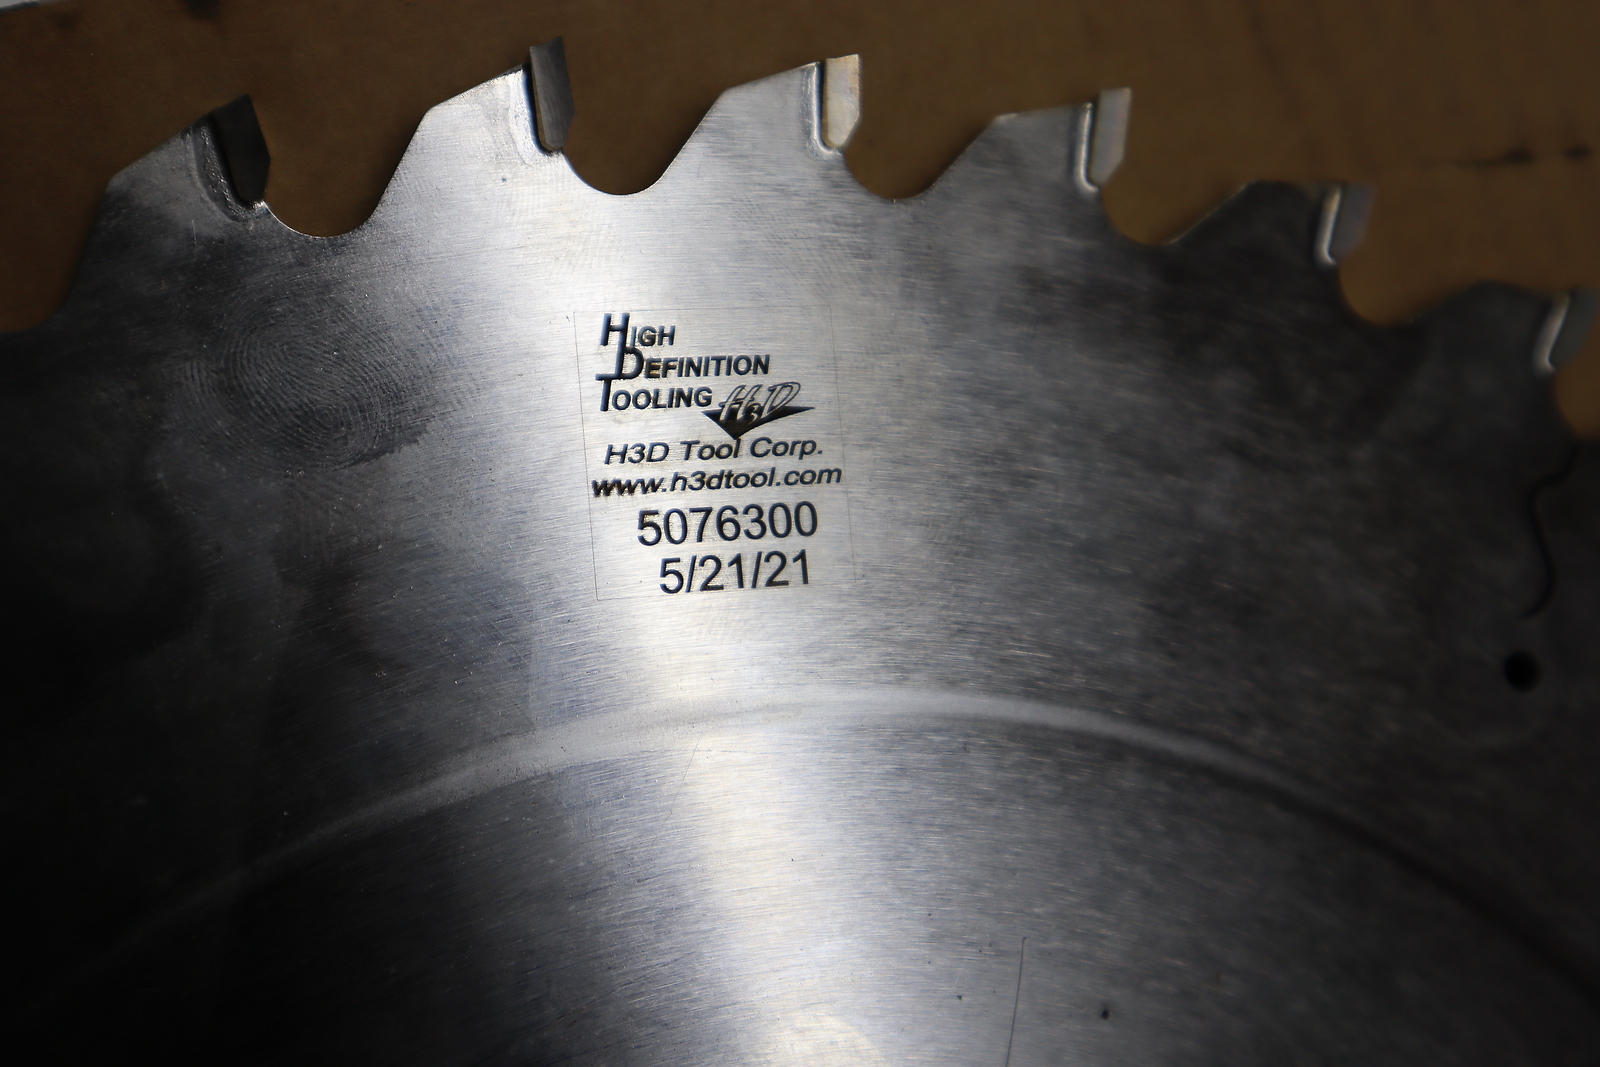 HIGH
DEFINITION
TOOLING H3D
H3D Tool Corp.
www.h3dtool.com
5076300
5/21/21